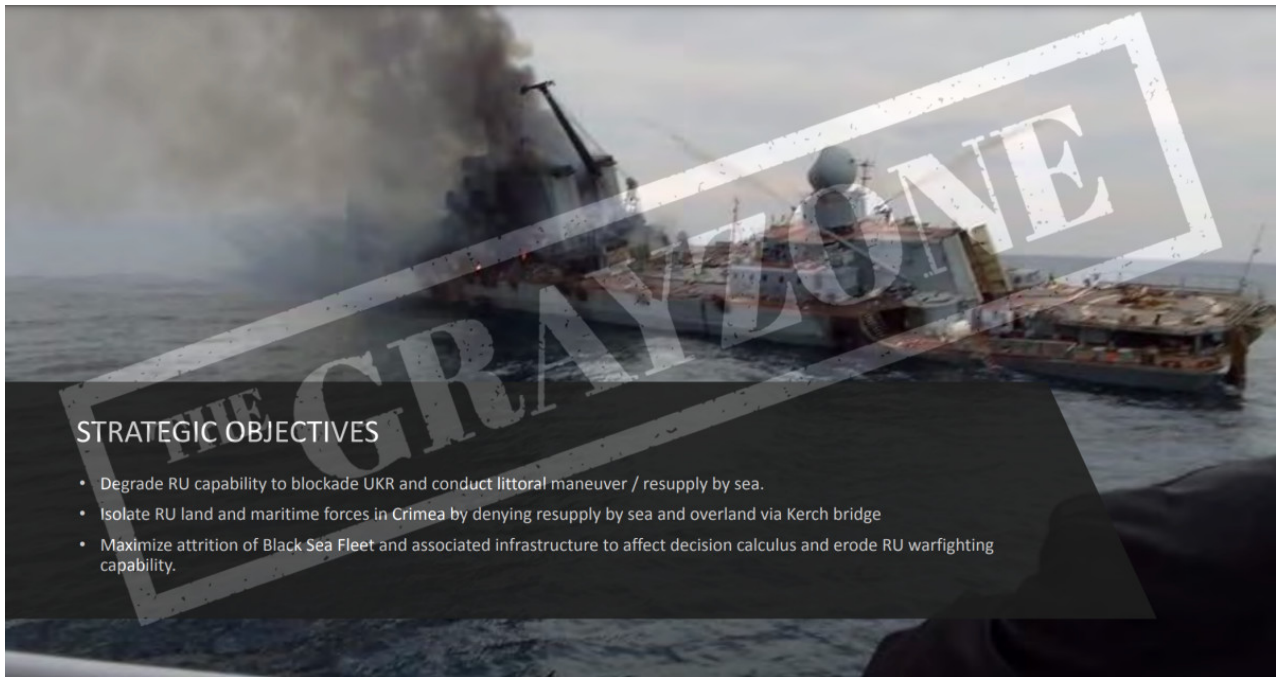 THE GRAYZONE
STRATEGIC OBJECTIVES
• Degrade RU capability to blockade UKR and conduct littoral maneuver / resupply by sea.
• Isolate RU land and maritime forces in Crimea by denying resupply by sea and overland via Kerch bridge
• Maximize attrition of Black Sea Fleet and associated infrastructure to affect decision calculus and erode RU warfighting
capability.